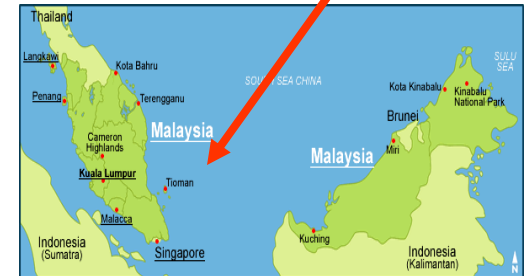 Thailand
Langkawi
Kota Bahru
Penang
Terengganu
Malaysia
Cameron
Highlands
Kuala Lumpur
Tioman
Malacca
Singapore
Indonesia
(Sumatra)
SULU
SEA
Kota Kinabalu
Kinabalu
National Park
Brunei
Miri
Malaysia
Kuching
Indonesia
(Kalimantan)
N
SEA CHINA